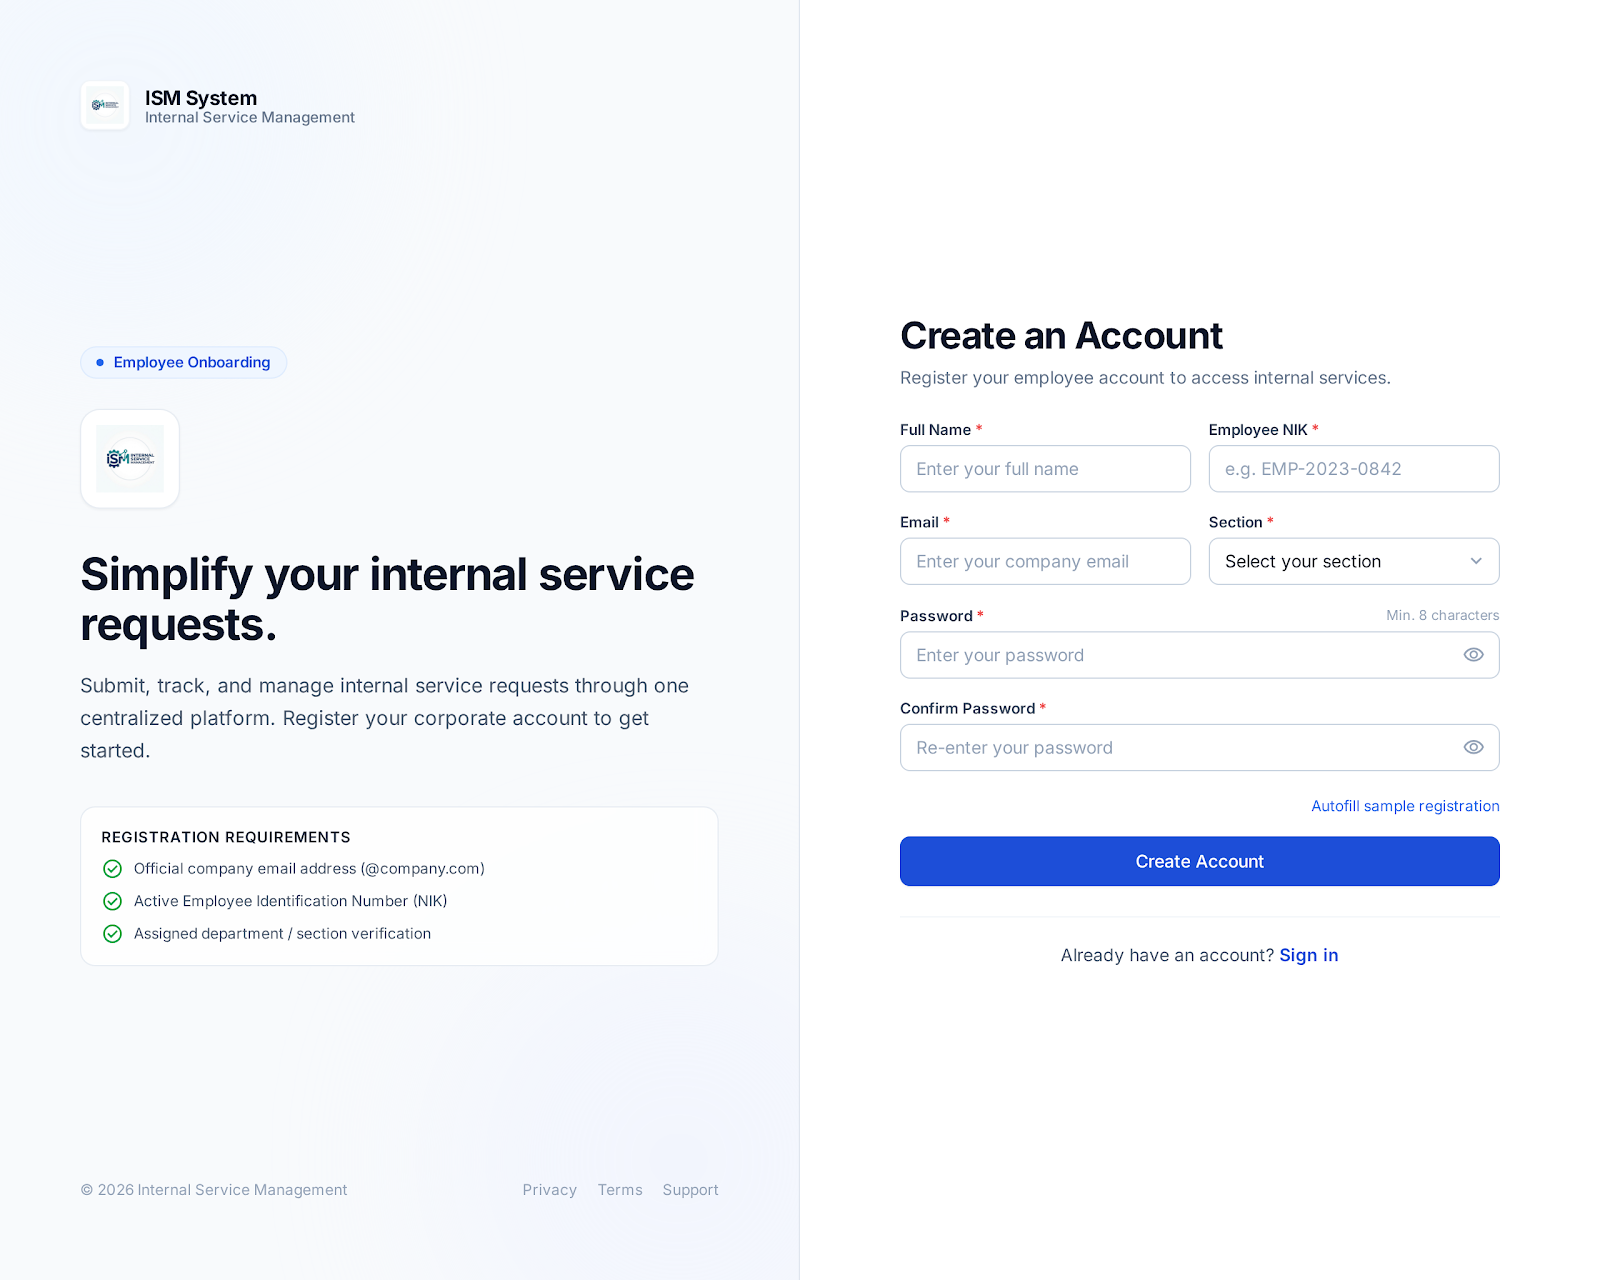 ISM System
Internal Service Management
Employee Onboarding
ISM INTERNAL
SERVICE
MANAGEMENT
Simplify your internal service
requests.
Submit, track, and manage internal service requests through one
centralized platform. Register your corporate account to get
started.
REGISTRATION REQUIREMENTS
Official company email address (@company.com)
Active Employee Identification Number (NIK)
Assigned department / section verification
© 2026 Internal Service Management
Privacy Terms Support
Create an Account
Register your employee account to access internal services.
Full Name * Employee NIK *
Enter your full name e.g. EMP-2023-0842
Email * Section *
Enter your company email Select your section
Password * Min. 8 characters
Enter your password
Confirm Password *
Re-enter your password
Autofill sample registration
Create Account
Already have an account? Sign in